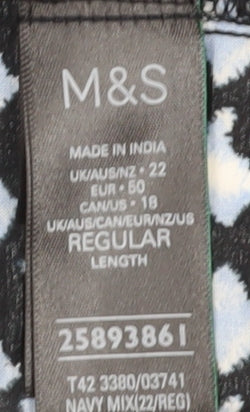 M&S
MADE IN INDIA
UK/AUS/NZ • 22
EUR • 50
CAN/US • 18
UK/AUS/CAN/EUR/NZ/US
REGULAR
LENGTH
25893861
T42 3380/03741
NAVY MIX(22/REG)